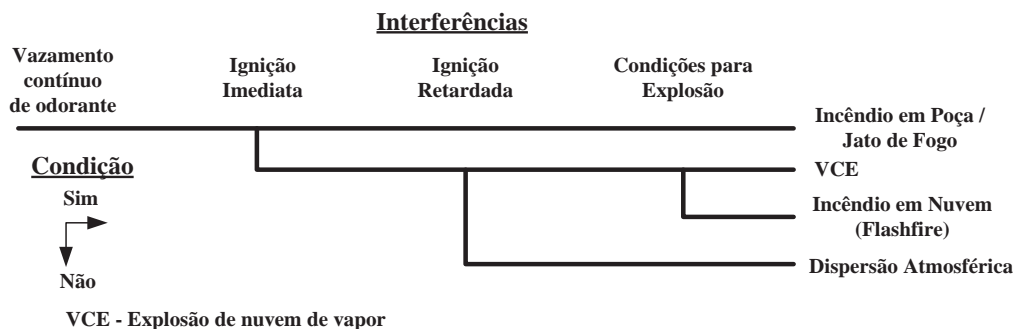 Interferências
Vazamento
contínuo
de odorante
Ignição
Imediata
Ignição
Retardada
Condições para
Explosão
Incêndio em Poça /
Jato de Fogo
VCE
Incêndio em Nuvem
(Flashfire)
Dispersão Atmosférica
Condição
Sim
Não
VCE - Explosão de nuvem de vapor